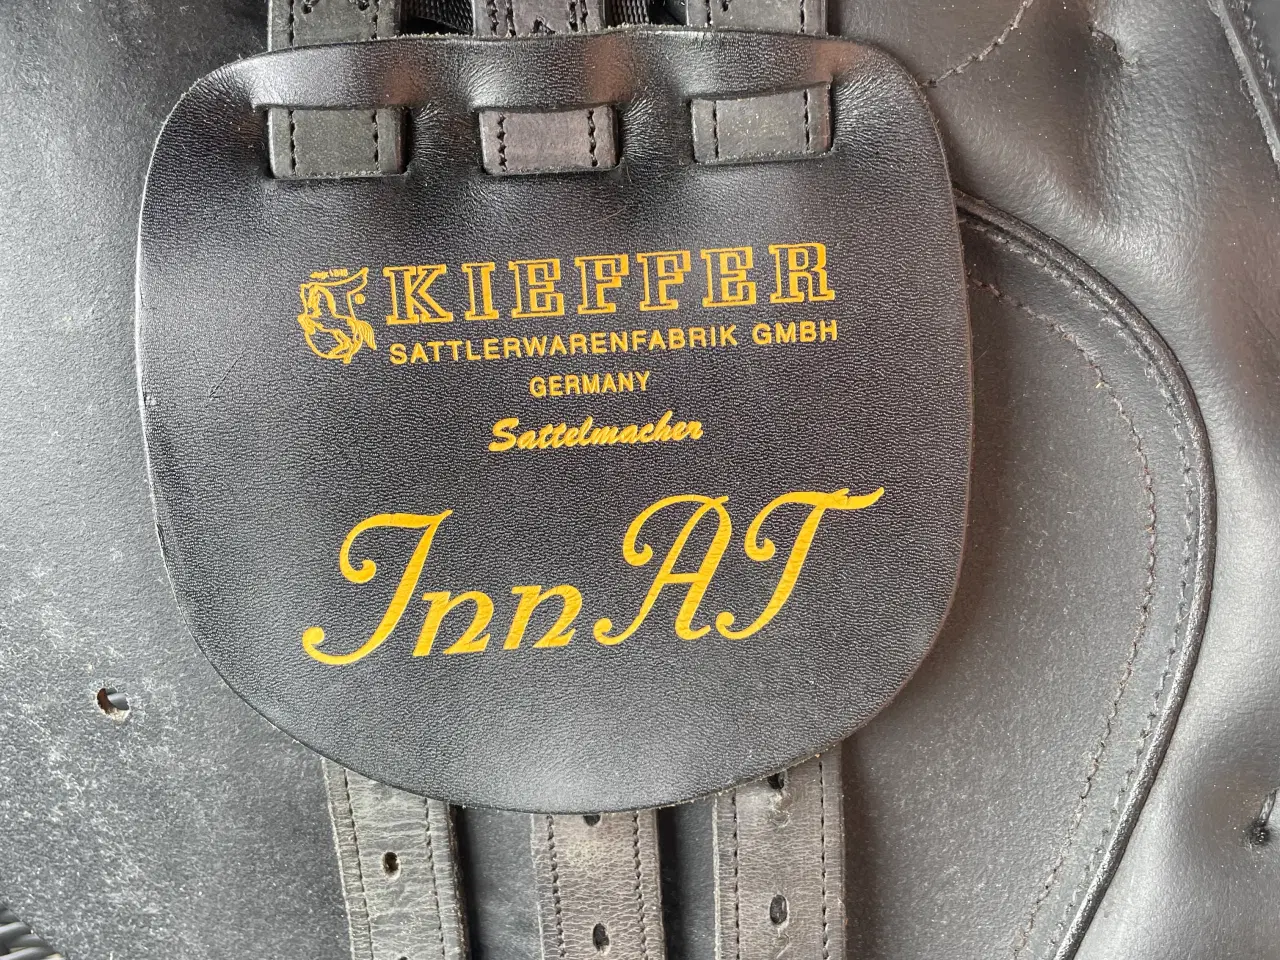 KIEFFER
SATTLERWARENFABRIK GMBH
GERMANY
Sattelmacher
InnAT